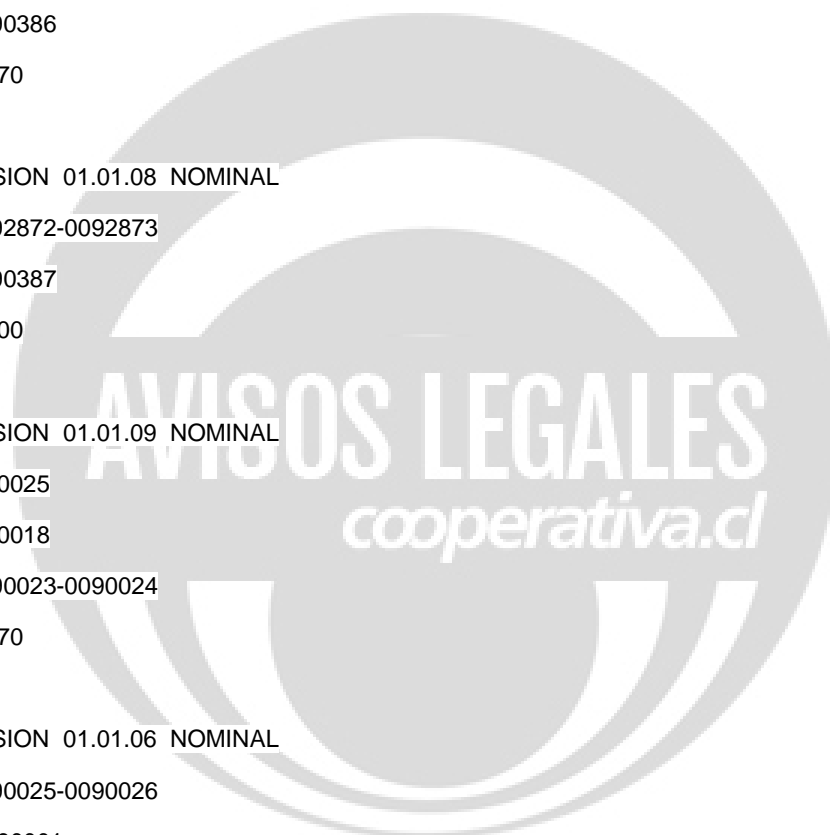 00386
70
SION 01.01.08 NOMINAL
92872-0092873
00387
00
AVISOS LEGALES
SION 01.01.09 NOMINAL
0025
cooperativa.cl
0018
00023-0090024
70
SION 01.01.06 NOMINAL
00025-0090026